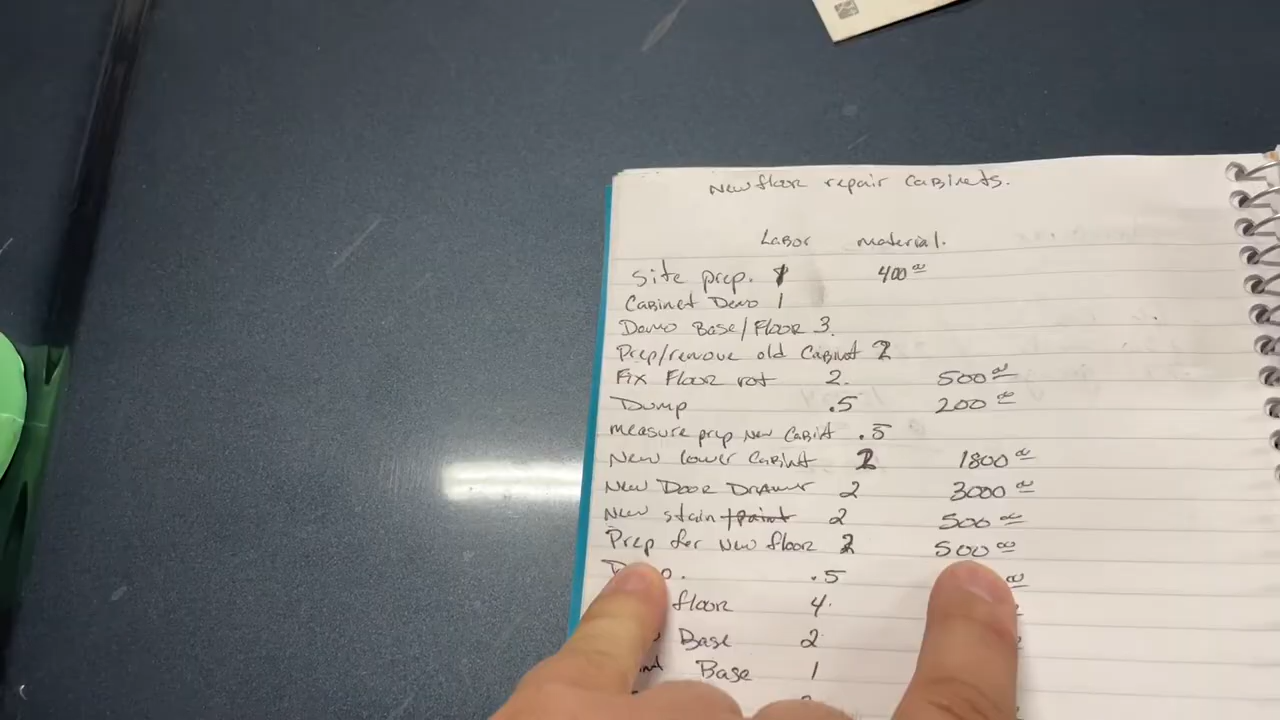 New floor repair Cabinets.
Labor material.
Site prep. 1 400 00
Cabinet Demo 1
Demo Base/Floor 3.
Prep/remove old Cabinet 2
Fix Floor rot 2. 500 00
Dump .5 200 00
measure prep New Cabint .5
New lower Cabint 2 1800 00
New Door Drawer 2 3000 00
New stain 2 500 00
Prep for New floor 2 500 00
.5 00
floor 4.
Base 2
Base 1